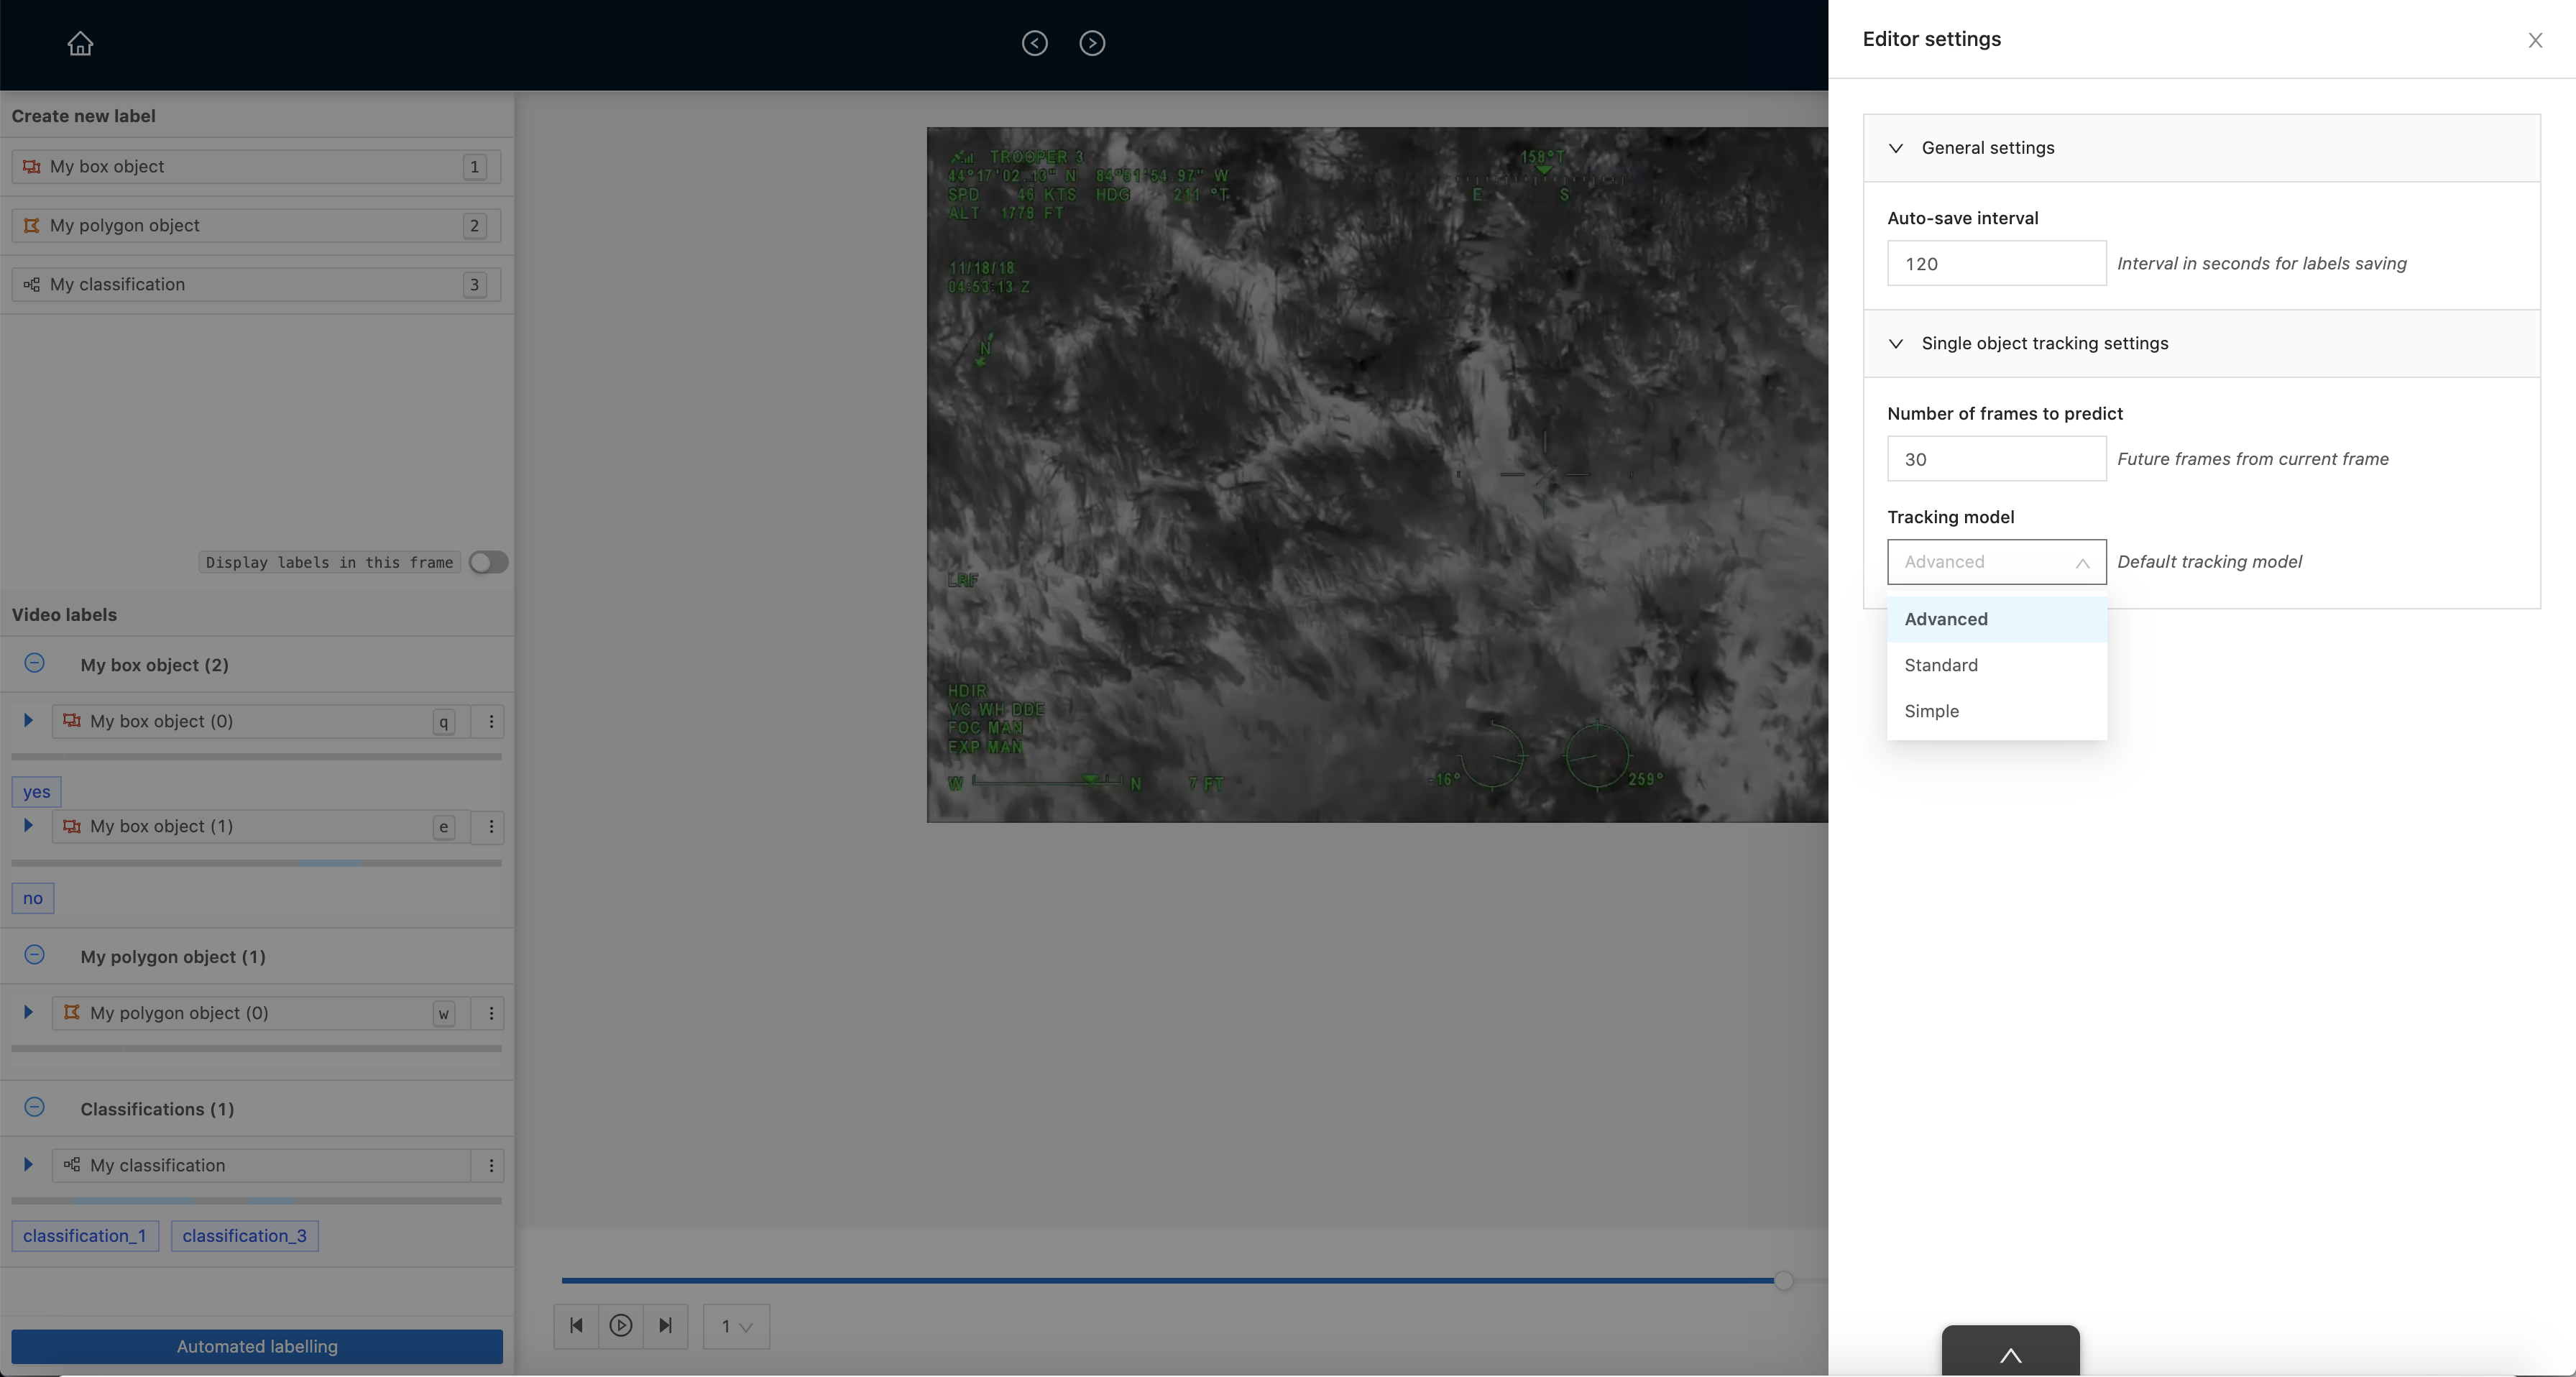 Editor settings
Create new label
My box object 1
My polygon object 2
My classification 3
Display labels in this frame
Video labels
My box object (2)
My box object (0) q
yes
My box object (1) e
no
My polygon object (1)
My polygon object (0) w
Classifications (1)
My classification
classification_1 classification_3
Automated labelling
TROOPER 3
44°17'02.13" N 84°51'54.97" W
SPD 46 KTS HDG 211 °T
ALT 1779 FT
11/18/18
04:53:13 Z
N
158°T
E S
LRF
HDIR
VC WH DDE
FOC MAN
EXP MAN
W N 7 FT
-16° 259°
1
General settings
Auto-save interval
120 Interval in seconds for labels saving
Single object tracking settings
Number of frames to predict
30 Future frames from current frame
Tracking model
Advanced Default tracking model
Advanced
Standard
Simple